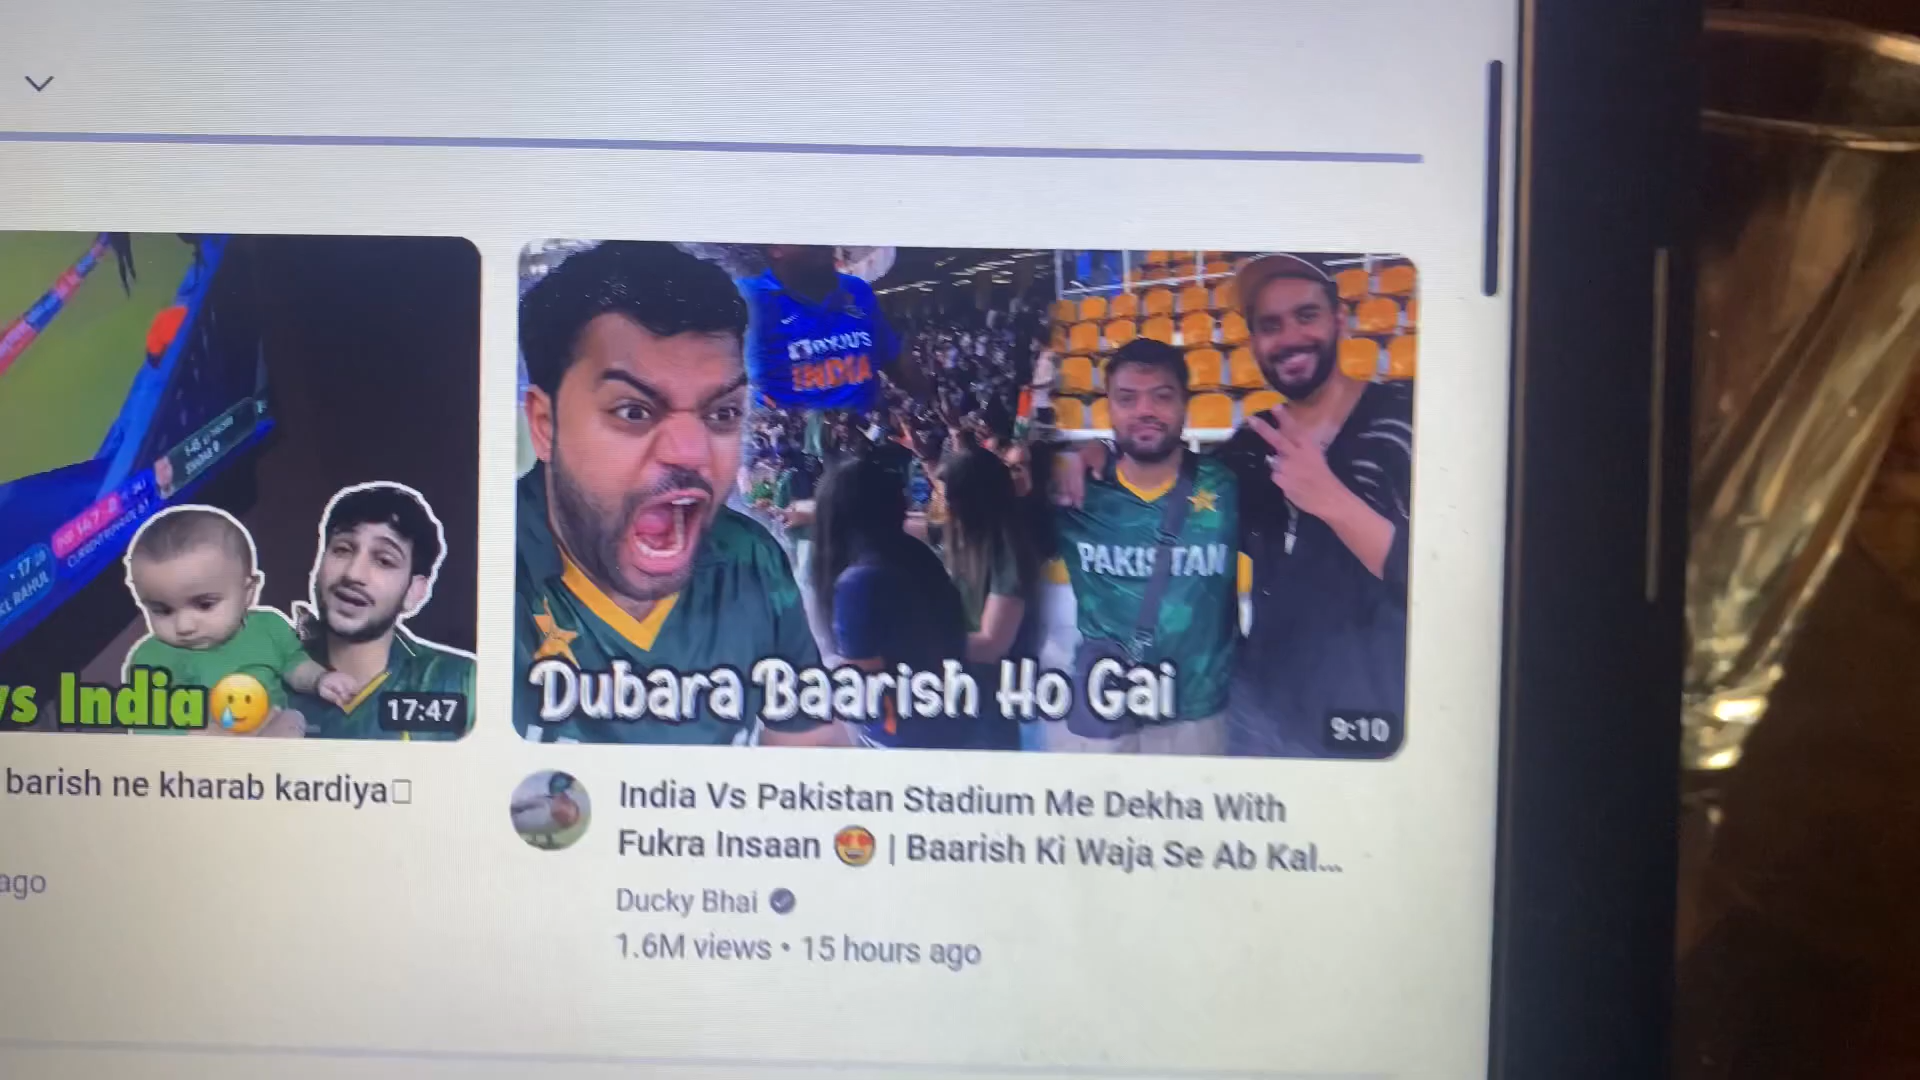 BYJU'S
INDIA
PAKISTAN
KL RAHUL
vs India🥲
17:47
Dubara Baarish Ho Gai
9:10
barish ne kharab kardiya
India Vs Pakistan Stadium Me Dekha With
Fukra Insaan 😍 | Baarish Ki Waja Se Ab Kal...
Ducky Bhai
ago
1.6M views • 15 hours ago